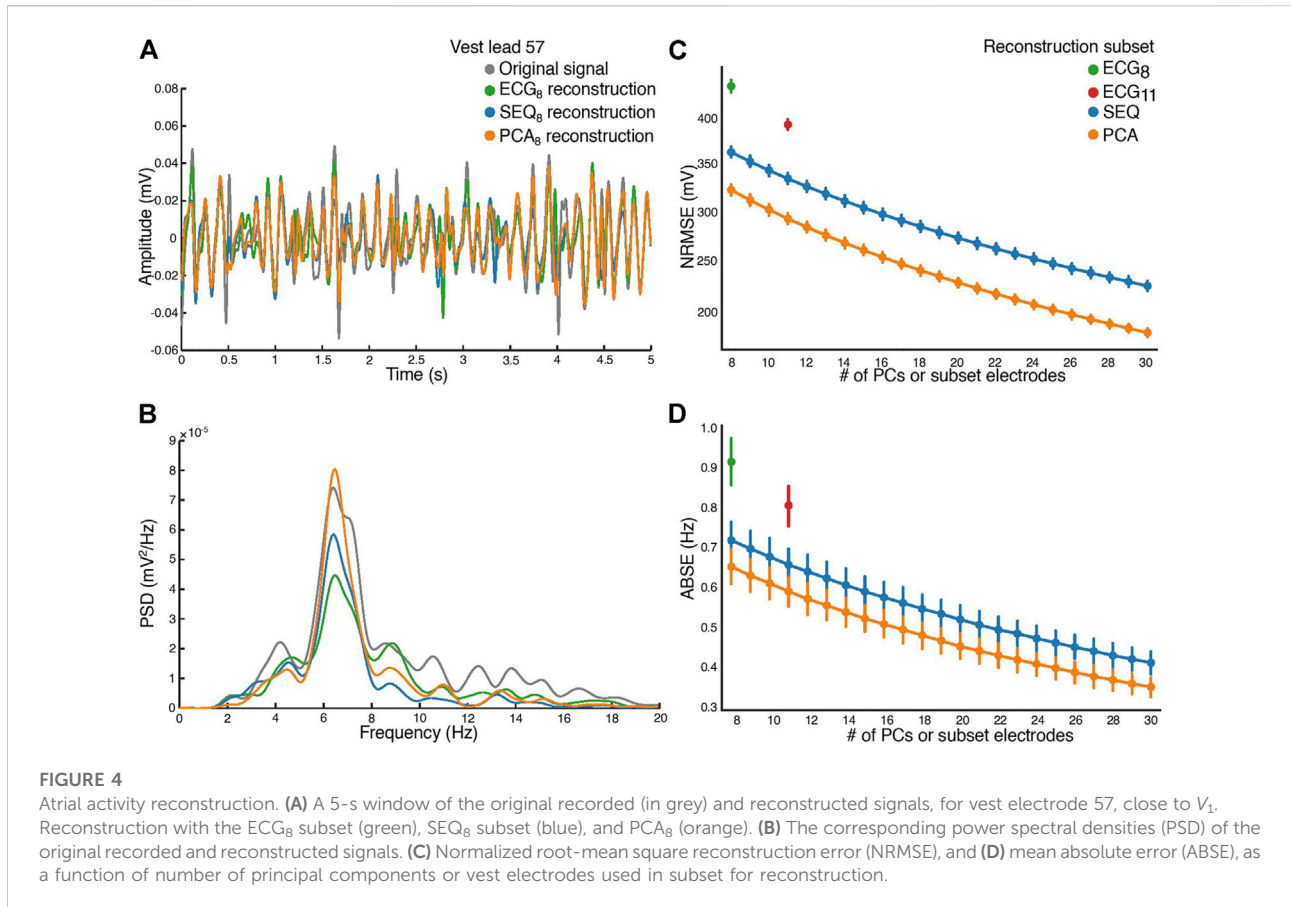 A
Vest lead 57
Original signal
ECG8 reconstruction
SEQ8 reconstruction
PCA8 reconstruction
0.08
0.06
0.04
-0.02
0
-0.02
-0.04
-0.06
Amplitude (mV)
0 0.5 1 1.5 2 2.5 3 3.5 4 4.5 5
Time (s)
C
Reconstruction subset
ECG8
ECG11
SEQ
PCA
400
350
300
250
200
NRMSE (mV)
8 10 12 14 16 18 20 22 24 26 28 30
# of PCs or subset electrodes
B
×10-5
9
8
7
6
5
4
3
2
1
0
PSD (mV2/Hz)
0 2 4 6 8 10 12 14 16 18 20
Frequency (Hz)
D
1.0
0.9
0.8
0.7
0.6
0.5
0.4
0.3
ABSE (Hz)
8 10 12 14 16 18 20 22 24 26 28 30
# of PCs or subset electrodes
FIGURE 4
Atrial activity reconstruction. (A) A 5-s window of the original recorded (in grey) and reconstructed signals, for vest electrode 57, close to V1.
Reconstruction with the ECG8 subset (green), SEQ8 subset (blue), and PCA8 (orange). (B) The corresponding power spectral densities (PSD) of the
original recorded and reconstructed signals. (C) Normalized root-mean square reconstruction error (NRMSE), and (D) mean absolute error (ABSE), as
a function of number of principal components or vest electrodes used in subset for reconstruction.